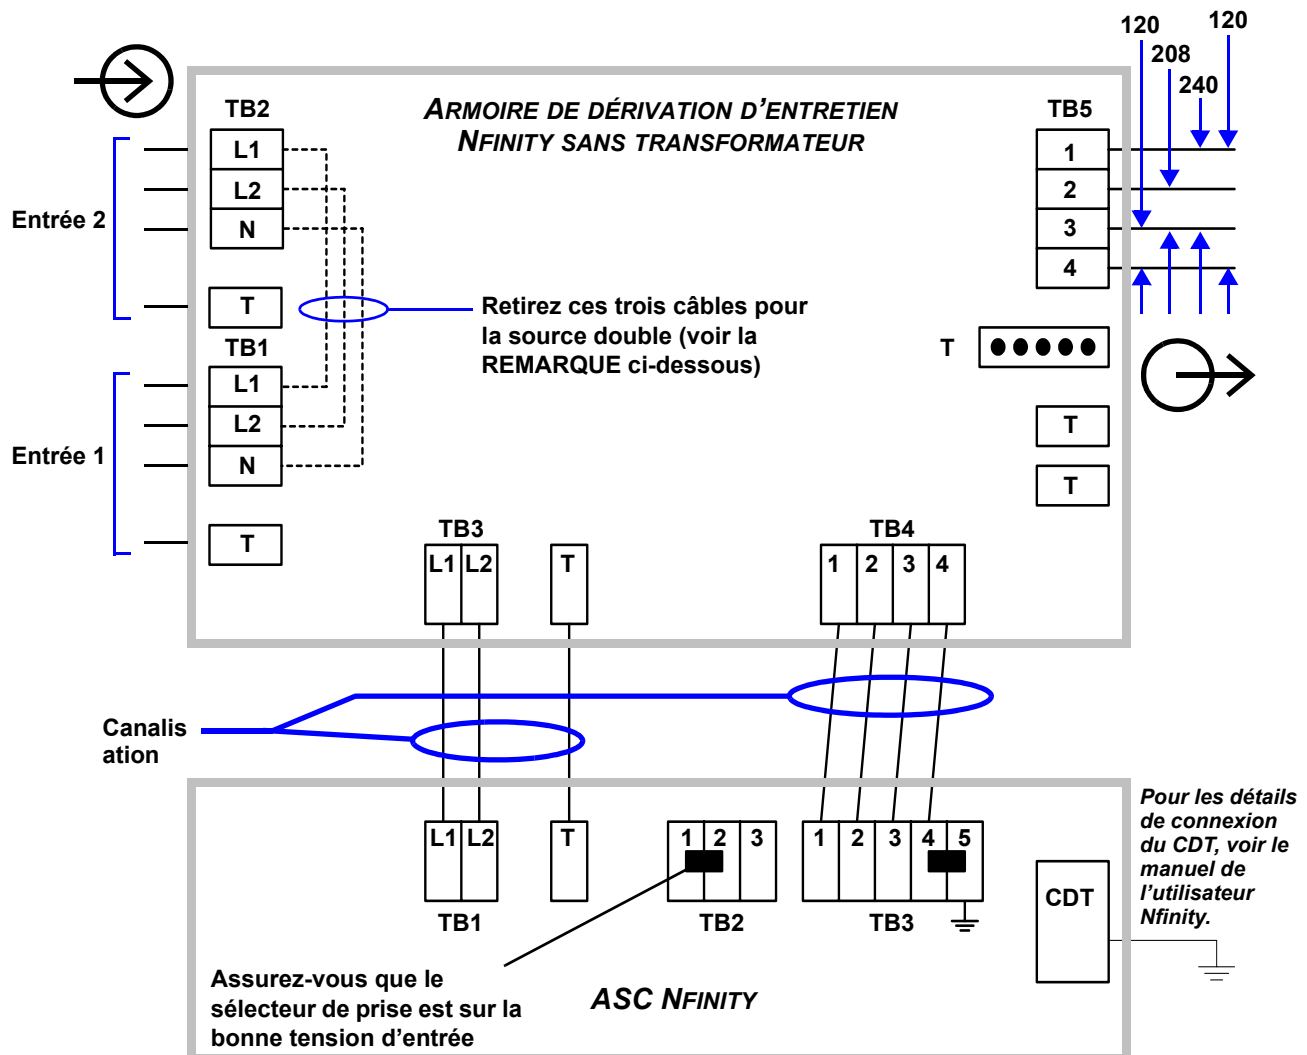 120
120
208
240
ARMOIRE DE DÉRIVATION D'ENTRETIEN
NFINITY SANS TRANSFORMATEUR
TB2
L1
L2
N
T
Entrée 2
TB1
L1
L2
N
T
Entrée 1
Retirez ces trois câbles pour
la source double (voir la
REMARQUE ci-dessous)
TB5
1
2
3
4
T
T
T
TB3
L1 L2
T
TB4
1 2 3 4
Canalis
ation
L1 L2
T
TB1
1 2 3
TB2
1 2 3 4 5
TB3
CDT
Pour les détails
de connexion
du CDT, voir le
manuel de
l'utilisateur
Nfinity.
Assurez-vous que le
sélecteur de prise est sur la
bonne tension d'entrée
ASC NFINITY